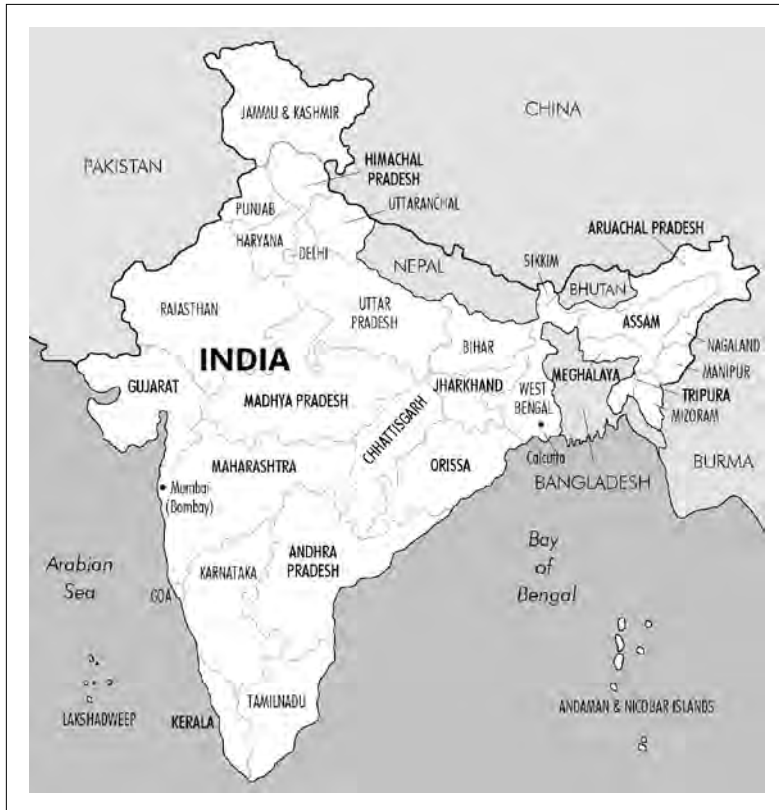 CHINA
JAMMU & KASHMIR
PAKISTAN
HIMACHAL
PRADESH
UTTARANCHAL
PUNJAB
HARYANA
DELHI
ARUACHAL PRADESH
NEPAL
SIKKIM
BHUTAN
RAJASTHAN
UTTAR
PRADESH
ASSAM
BIHAR
NAGALAND
INDIA
MEGHALAYA
MANIPUR
GUJARAT
JHARKHAND
WEST
BENGAL
TRIPURA
MIZORAM
MADHYA PRADESH
CHHATTISGARH
MAHARASHTRA
ORISSA
Calcutta
BURMA
BANGLADESH
Mumbai
(Bombay)
ANDHRA
PRADESH
Bay
of
Bengal
Arabian
Sea
KARNATAKA
GOA
LAKSHADWEEP
KERALA
TAMILNADU
ANDAMAN & NICOBAR ISLANDS